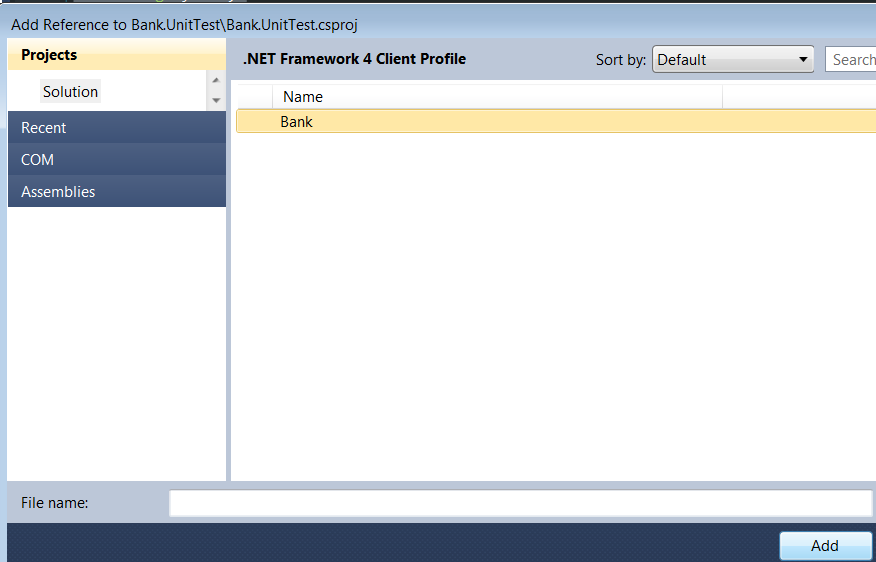 Add Reference to Bank.UnitTest\Bank.UnitTest.csproj
Projects
.NET Framework 4 Client Profile
Sort by:
Default
Search
Solution
Name
Bank
Recent
COM
Assemblies
File name:
Add